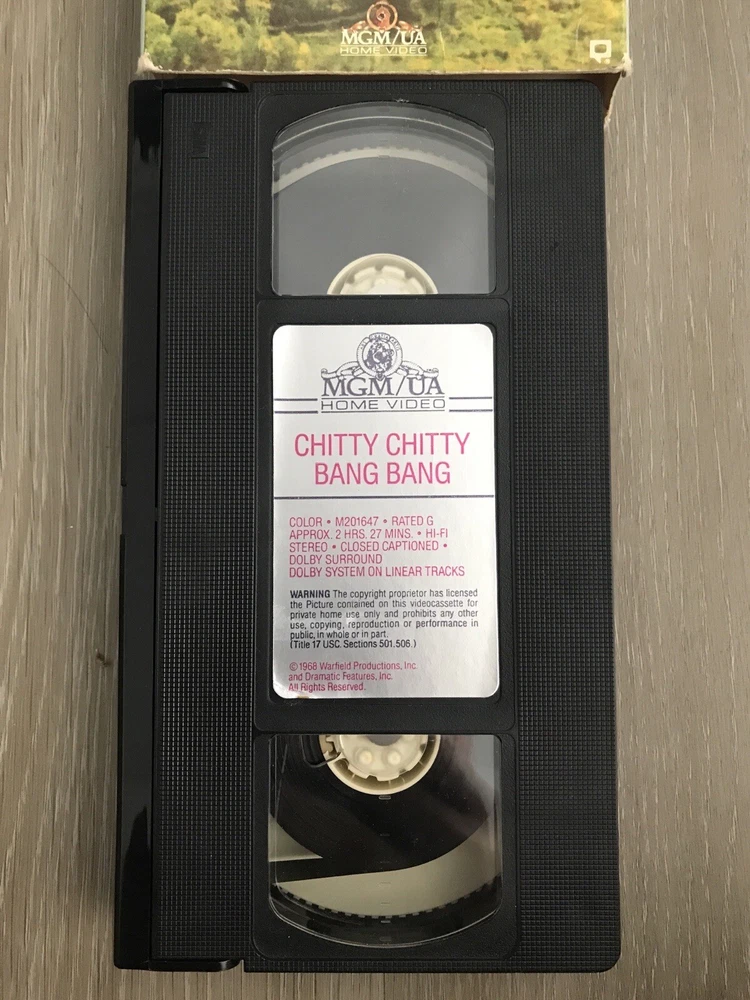 MGM/UA
HOME VIDEO
MGM/UA
HOME VIDEO
CHITTY CHITTY
BANG BANG
COLOR • M201647 • RATED G
APPROX. 2 HRS. 27 MINS. • HI-FI
STEREO • CLOSED CAPTIONED •
DOLBY SURROUND
DOLBY SYSTEM ON LINEAR TRACKS
WARNING The copyright proprietor has licensed
the Picture contained on this videocassette for
private home use only and prohibits any other
use, copying, reproduction or performance in
public, in whole or in part.
(Title 17 USC. Sections 501.506.)
© 1968 Warfield Productions, Inc.
and Dramatic Features, Inc.
All Rights Reserved.